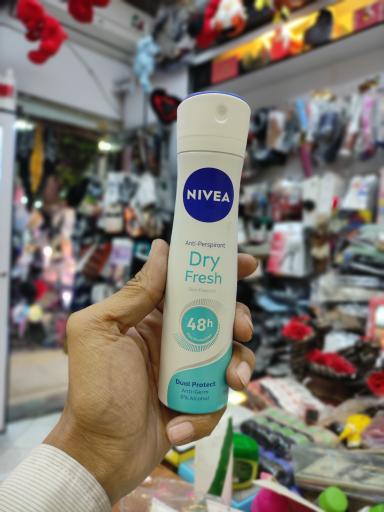 NIVEA
Anti-Perspirant
Dry
Fresh
48h
Dual Protect
Anti-Germ
0% Alcohol